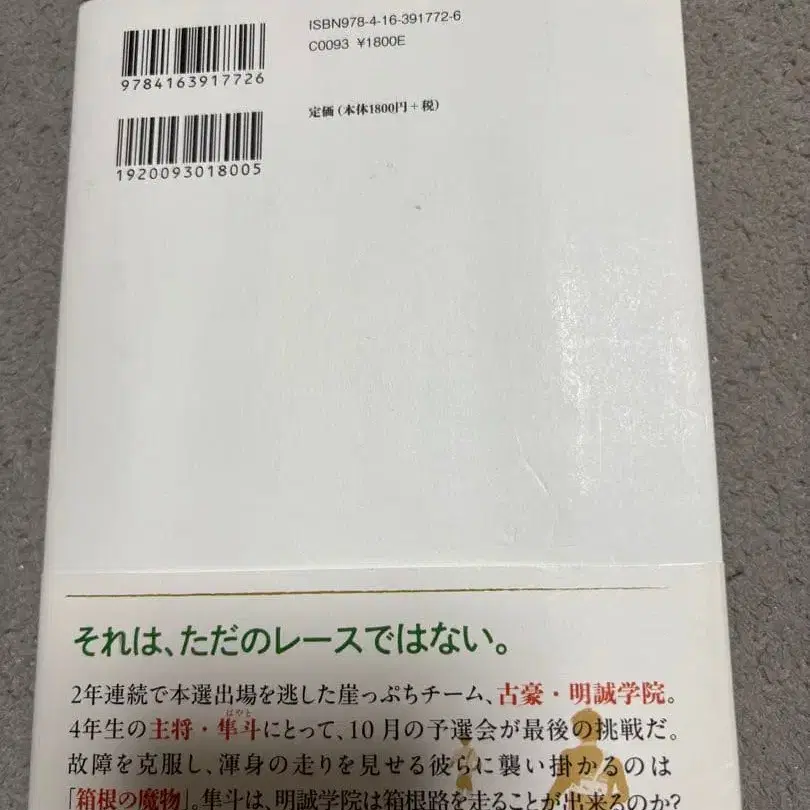 ISBN978-4-16-391772-6
C0093 ¥1800E
9784163917726
定価(本体1800円+税)
1920093018005
それは、ただのレースではない。
2年連続で本選出場を逃した崖っぷちチーム、古豪・明誠学院。
はやと
4年生の主将・隼斗にとって、10月の予選会が最後の挑戦だ。
故障を克服し、渾身の走りを見せる彼らに襲い掛かるのは
「箱根の魔物」。隼斗は、明誠学院は箱根路を走ることが出来るのか?